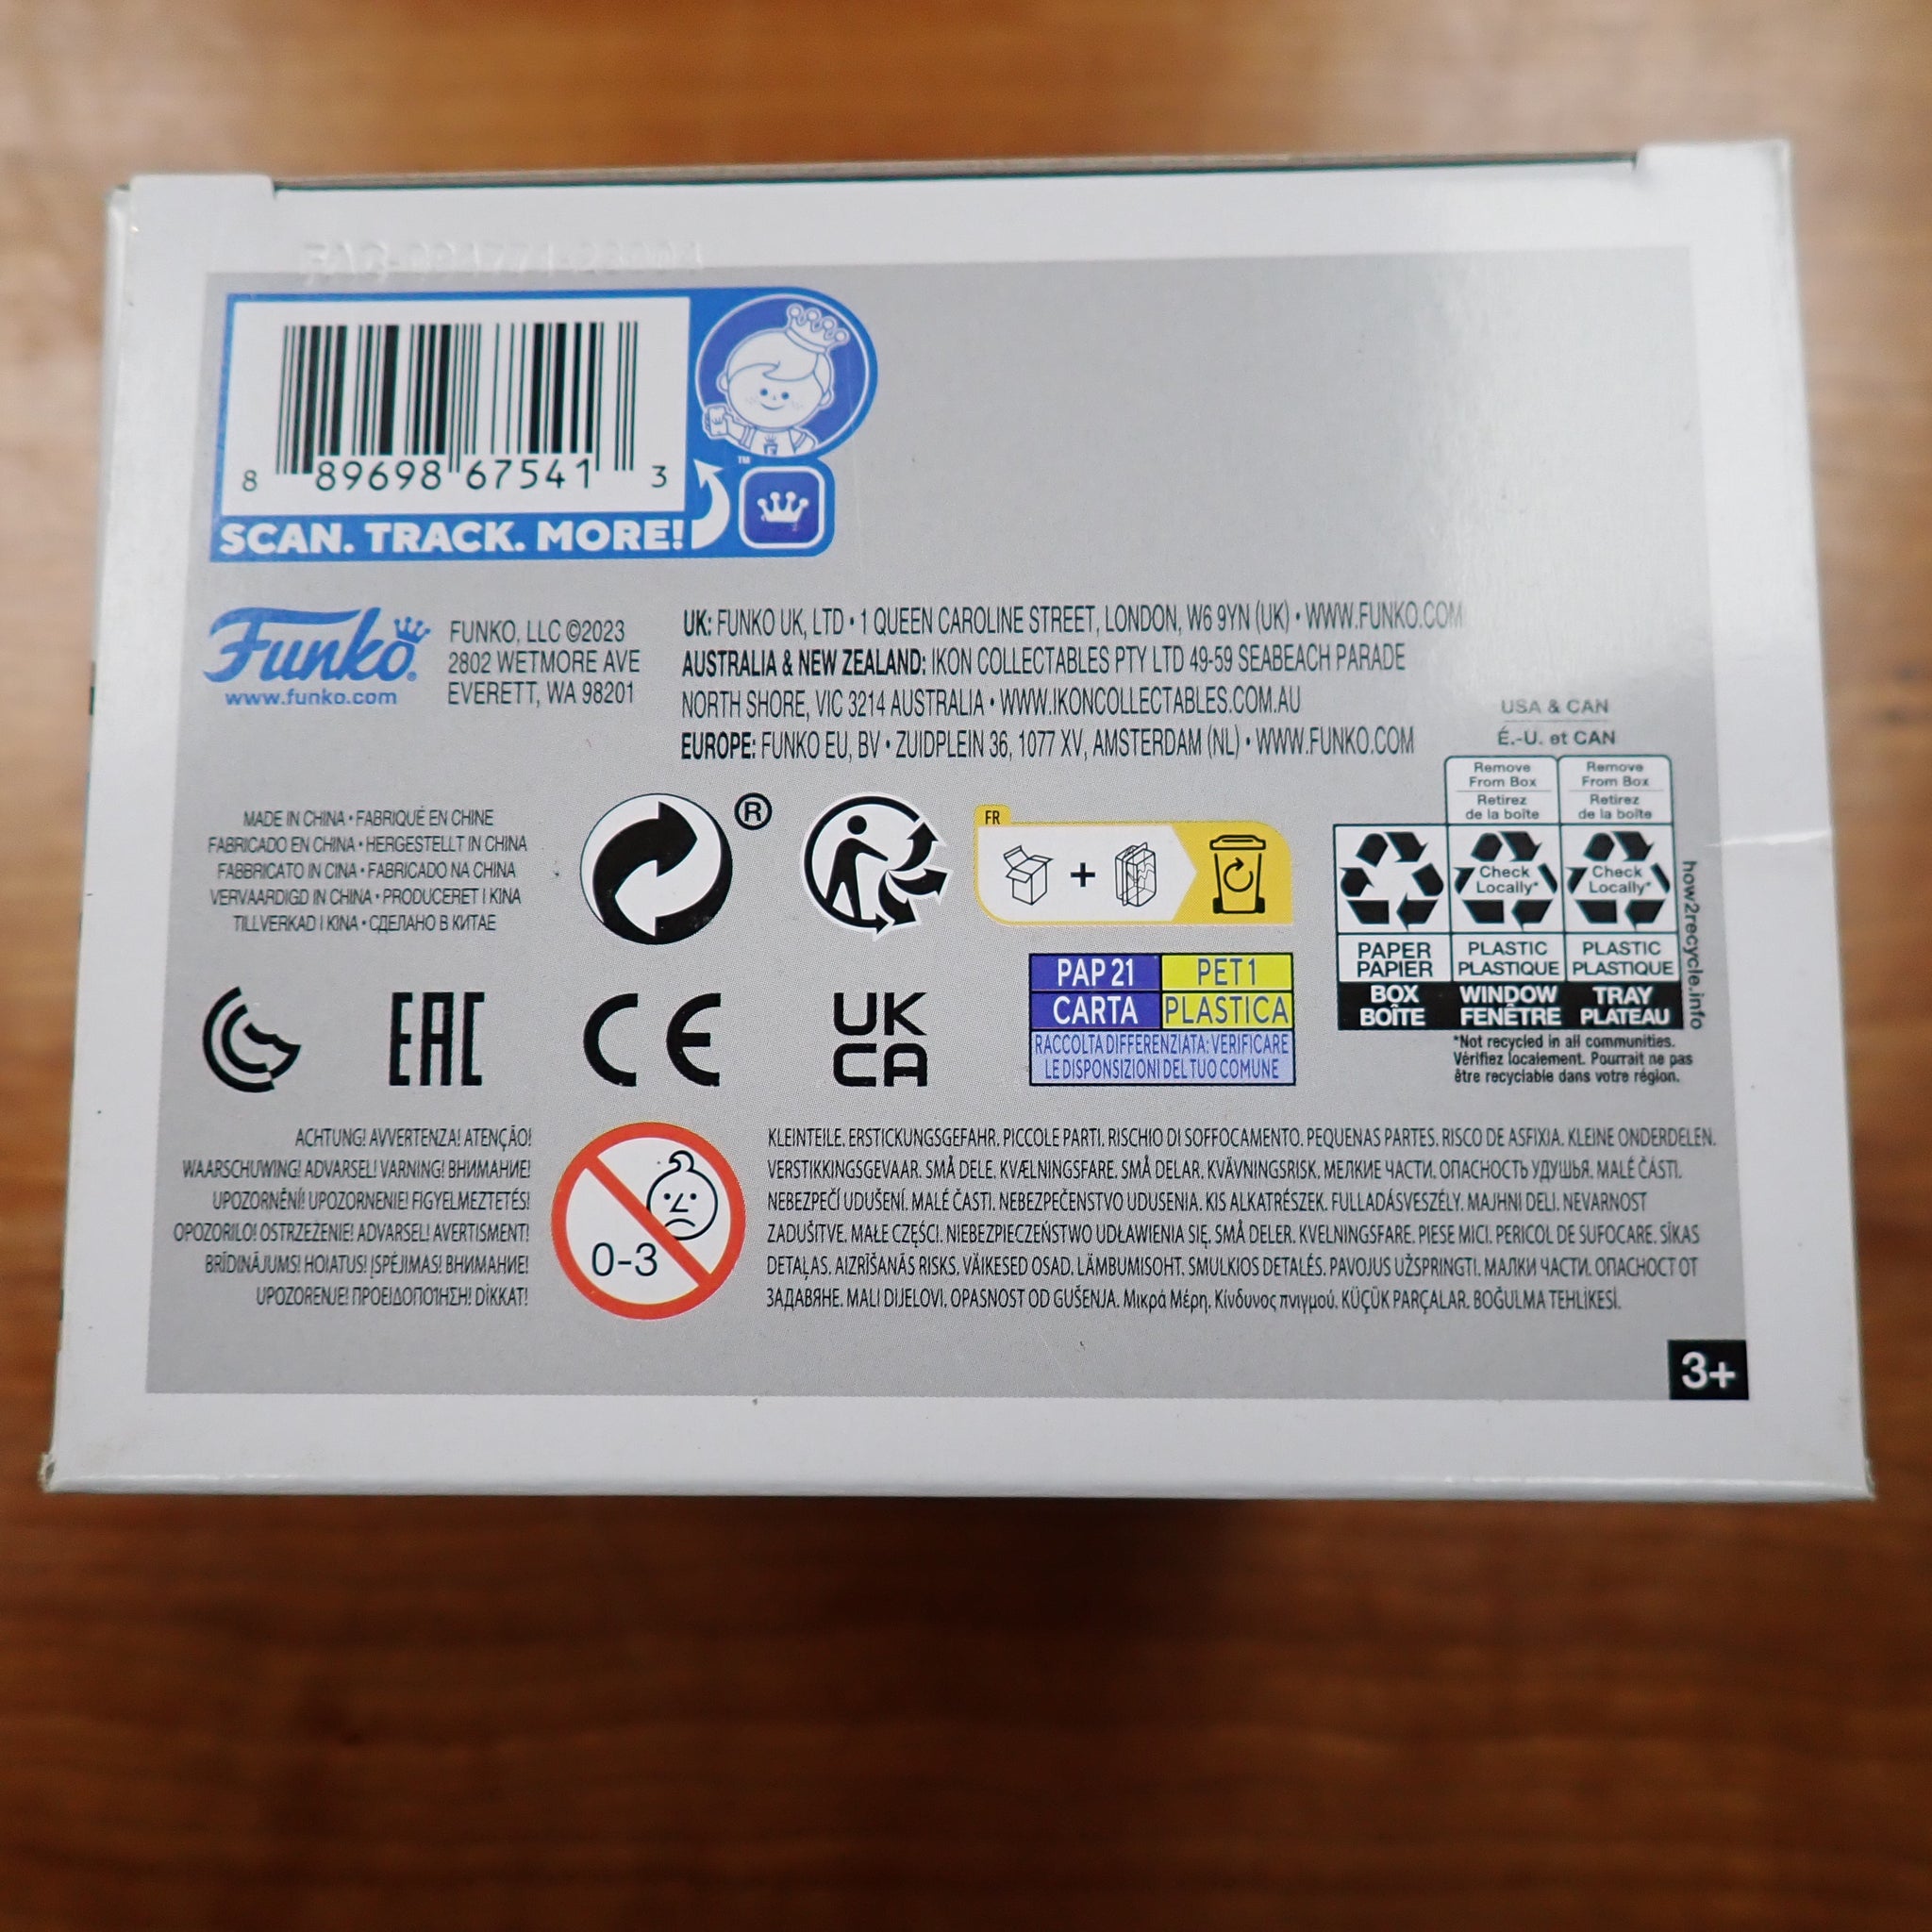 8 89698 67541 3
TM
SCAN. TRACK. MORE!
Funko®
www.funko.com
FUNKO, LLC ©2023
2802 WETMORE AVE
EVERETT, WA 98201
UK: FUNKO UK, LTD • 1 QUEEN CAROLINE STREET, LONDON, W6 9YN (UK) • WWW.FUNKO.COM
AUSTRALIA & NEW ZEALAND: IKON COLLECTABLES PTY LTD 49-59 SEABEACH PARADE
NORTH SHORE, VIC 3214 AUSTRALIA • WWW.IKONCOLLECTABLES.COM.AU
EUROPE: FUNKO EU, BV • ZUIDPLEIN 36, 1077 XV, AMSTERDAM (NL) • WWW.FUNKO.COM
USA & CAN
É.-U. et CAN
Remove From Box
Retirez de la boîte
Remove From Box
Retirez de la boîte
MADE IN CHINA • FABRIQUÉ EN CHINE
FABRICADO EN CHINA • HERGESTELLT IN CHINA
FABBRICATO IN CINA • FABRICADO NA CHINA
VERVAARDIGD IN CHINA • PRODUCERET I KINA
TILLVERKAD I KINA • СДЕЛАНО В КИТАЕ
®
FR
+
Check Locally*
Check Locally*
PAPER PAPIER
PLASTIC PLASTIQUE
PLASTIC PLASTIQUE
BOX BOÎTE
WINDOW FENÊTRE
TRAY PLATEAU
how2recycle.info
*Not recycled in all communities.
Vérifiez localement. Pourrait ne pas
être recyclable dans votre région.
EAC
CE
UK
CA
PAP 21 PET 1
CARTA PLASTICA
RACCOLTA DIFFERENZIATA: VERIFICARE
LE DISPONSIZIONI DEL TUO COMUNE
ACHTUNG! AVVERTENZA! ATENÇÃO!
WAARSCHUWING! ADVARSEL! VARNING! ВНИМАНИЕ!
UPOZORNĚNÍ! UPOZORNENIE! FIGYELMEZTETÉS!
OPOZORILO! OSTRZEŻENIE! ADVARSEL! AVERTISMENT!
BRĪDINĀJUMS! HOIATUS! ĮSPĖJIMAS! ВНИМАНИЕ!
UPOZORENJE! ΠΡΟΕΙΔΟΠΟΊΗΣΗ! DİKKAT!
0-3
KLEINTEILE. ERSTICKUNGSGEFAHR. PICCOLE PARTI. RISCHIO DI SOFFOCAMENTO. PEQUENAS PARTES. RISCO DE ASFIXIA. KLEINE ONDERDELEN.
VERSTIKKINGSGEVAAR. SMÅ DELE. KVÆLNINGSFARE. SMÅ DELAR. KVÄVNINGSRISK. МЕЛКИЕ ЧАСТИ. ОПАСНОСТЬ УДУШЬЯ. MALÉ ČÁSTI.
NEBEZPEČÍ UDUŠENÍ. MALÉ ČASTI. NEBEZPEČENSTVO UDUSENIA. KIS ALKATRÉSZEK. FULLADÁSVESZÉLY. MAJHNI DELI. NEVARNOST
ZADUŠITVE. MAŁE CZĘŚCI. NIEBEZPIECZEŃSTWO UDŁAWIENIA SIĘ. SMÅ DELER. KVELNINGSFARE. PIESE MICI. PERICOL DE SUFOCARE. SĪKAS
DETAĻAS. AIZRĪŠANĀS RISKS. VÄIKESED OSAD. LÄMBUMISOHT. SMULKIOS DETALĖS. PAVOJUS UŽSPRINGTI. МАЛКИ ЧАСТИ. ОПАСНОСТ ОТ
ЗАДАВЯНЕ. MALI DIJELOVI. OPASNOST OD GUŠENJA. Μικρά Μέρη. Κίνδυνος πνιγμού. KÜÇÜK PARÇALAR. BOĞULMA TEHLİKESİ.
3+